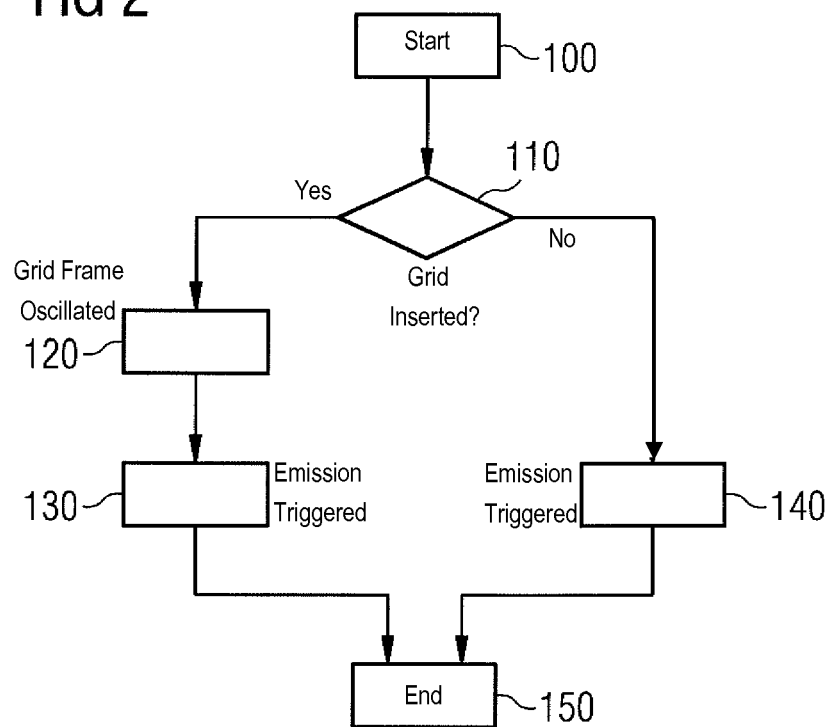 FIG 2
Start
100
110
Yes
No
Grid
Inserted?
Grid Frame
Oscillated
120
130
Emission
Triggered
Emission
Triggered
140
End
150